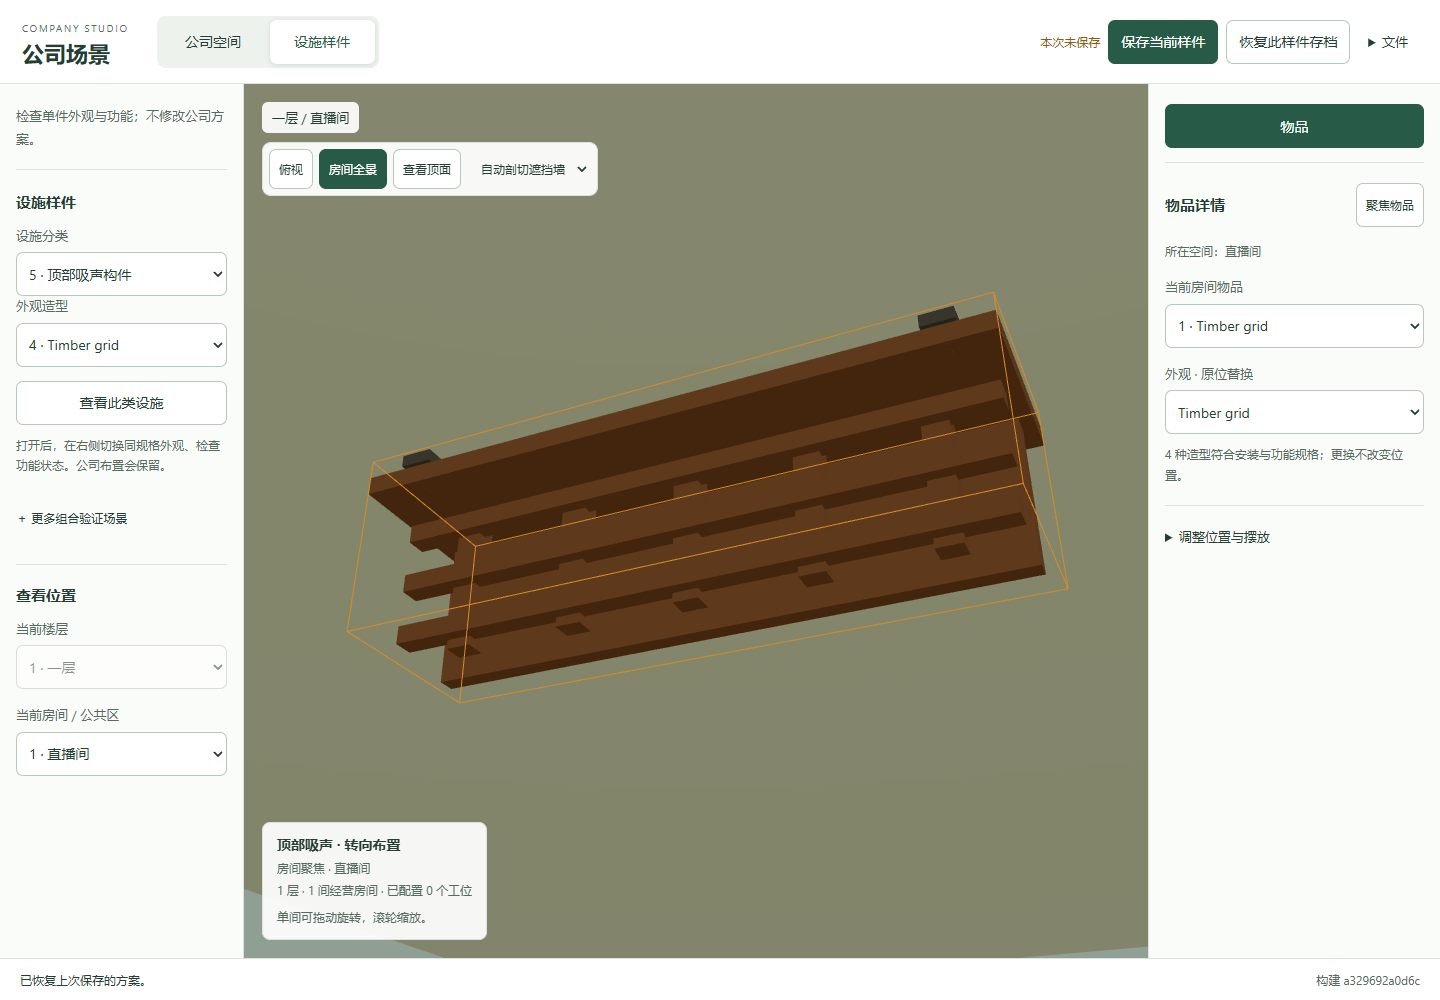 COMPANY STUDIO
公司场景
公司空间
设施样件
本次未保存
保存当前样件
恢复此样件存档
▶ 文件
检查单件外观与功能；不修改公司方
案。
设施样件
设施分类
5 · 顶部吸声构件
外观造型
4 · Timber grid
查看此类设施
打开后，在右侧切换同规格外观、检查
功能状态。公司布置会保留。
+ 更多组合验证场景
查看位置
当前楼层
1 · 一层
当前房间 / 公共区
1 · 直播间
一层 / 直播间
俯视
房间全景
查看顶面
自动剖切遮挡墙
顶部吸声 · 转向布置
房间聚焦 · 直播间
1 层 · 1 间经营房间 · 已配置 0 个工位
单间可拖动旋转，滚轮缩放。
物品
物品详情
聚焦物品
所在空间：直播间
当前房间物品
1 · Timber grid
外观 · 原位替换
Timber grid
4 种造型符合安装与功能规格；更换不改变位
置。
▶ 调整位置与摆放
已恢复上次保存的方案。
构建 a329692a0d6c